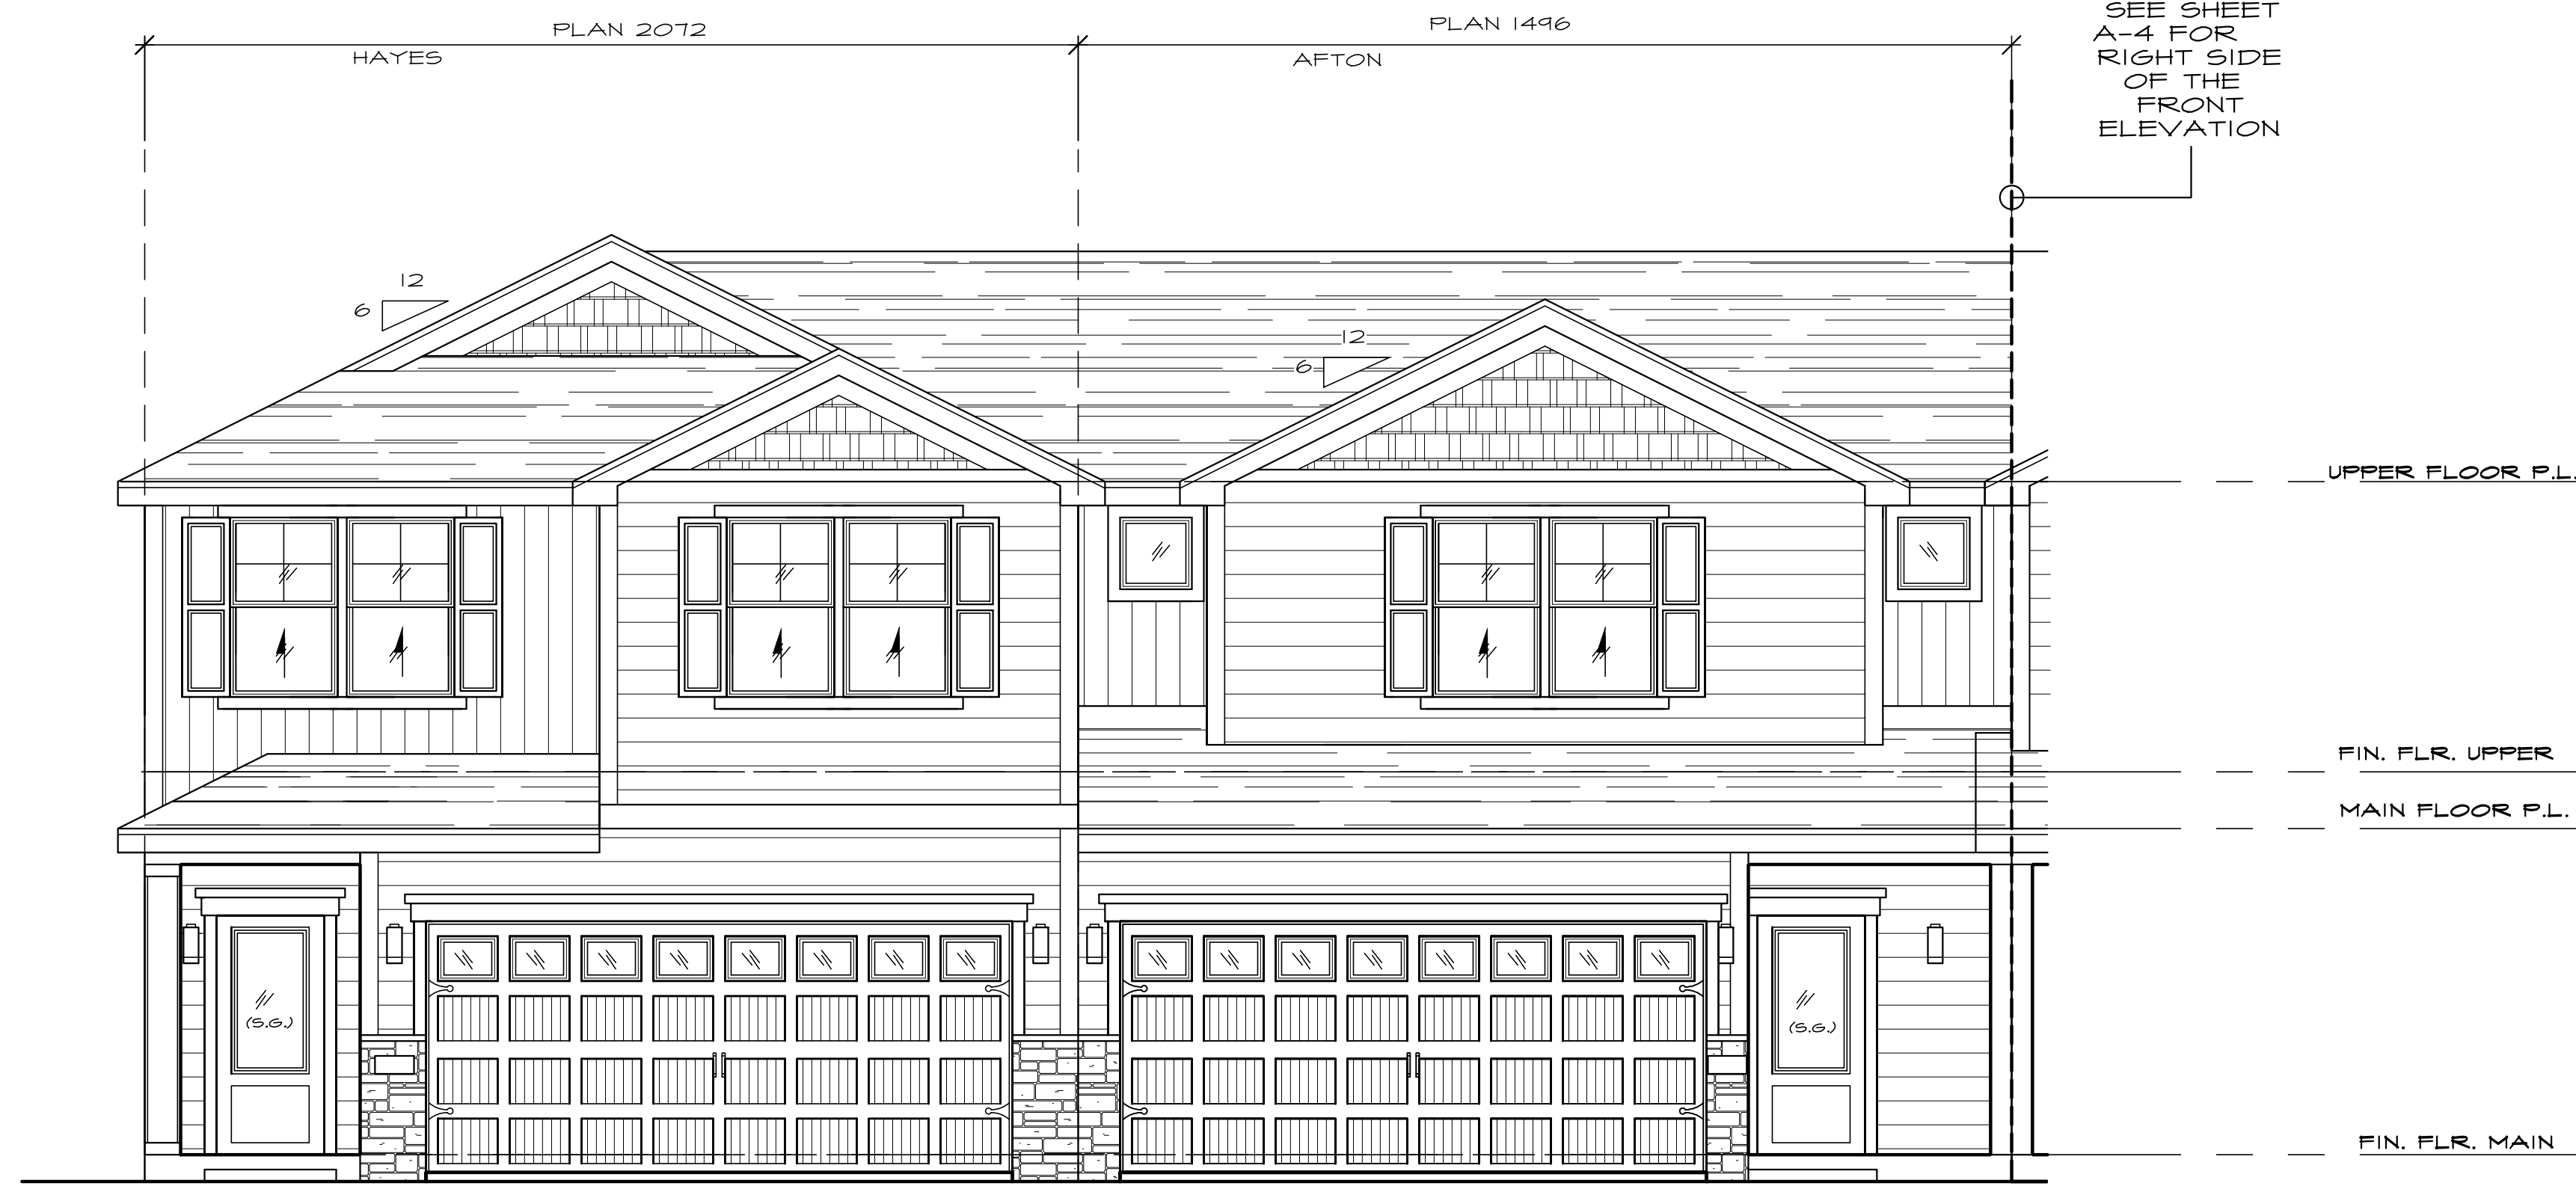 PLAN 2072
PLAN 1496
HAYES
AFTON
SEE SHEET
A-4 FOR
RIGHT SIDE
OF THE
FRONT
ELEVATION
12
6
12
6
UPPER FLOOR P.L.
FIN. FLR. UPPER
MAIN FLOOR P.L.
(S.G.)
(S.G.)
FIN. FLR. MAIN